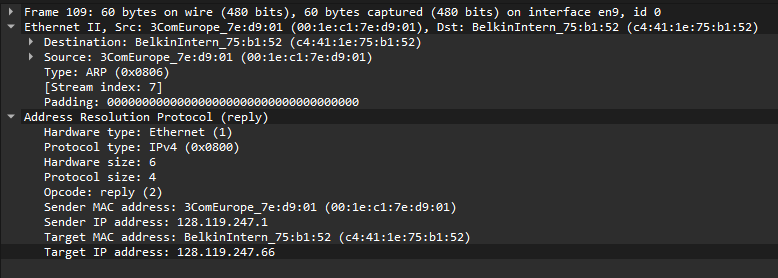 Frame 109: 60 bytes on wire (480 bits), 60 bytes captured (480 bits) on interface en9, id 0
Ethernet II, Src: 3ComEurope_7e:d9:01 (00:1e:c1:7e:d9:01), Dst: BelkinIntern_75:b1:52 (c4:41:1e:75:b1:52)
Destination: BelkinIntern_75:b1:52 (c4:41:1e:75:b1:52)
Source: 3ComEurope_7e:d9:01 (00:1e:c1:7e:d9:01)
Type: ARP (0x0806)
[Stream index: 7]
Padding: 000000000000000000000000000000000000
Address Resolution Protocol (reply)
Hardware type: Ethernet (1)
Protocol type: IPv4 (0x0800)
Hardware size: 6
Protocol size: 4
Opcode: reply (2)
Sender MAC address: 3ComEurope_7e:d9:01 (00:1e:c1:7e:d9:01)
Sender IP address: 128.119.247.1
Target MAC address: BelkinIntern_75:b1:52 (c4:41:1e:75:b1:52)
Target IP address: 128.119.247.66